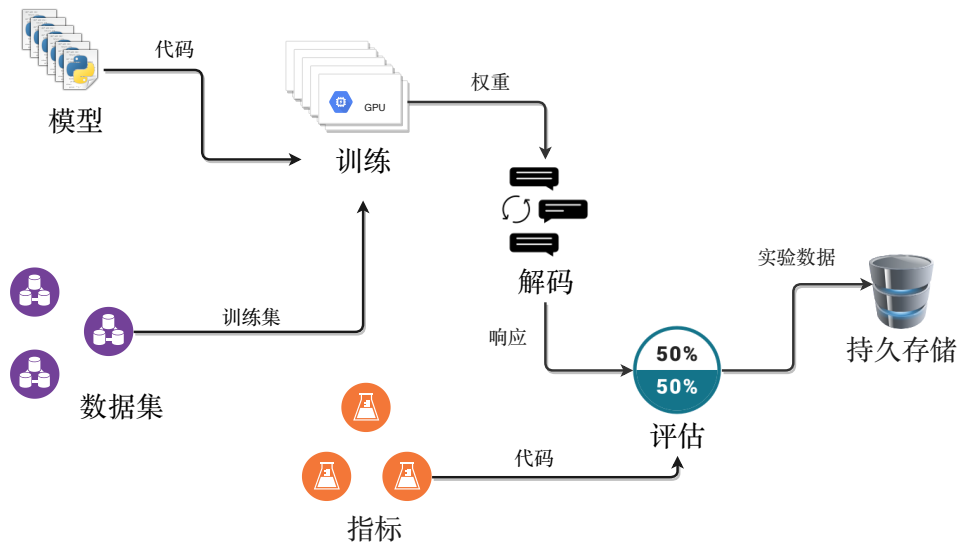 代码
模型
GPU
训练
权重
解码
训练集
数据集
响应
实验数据
持久存储
50%
50%
评估
代码
指标